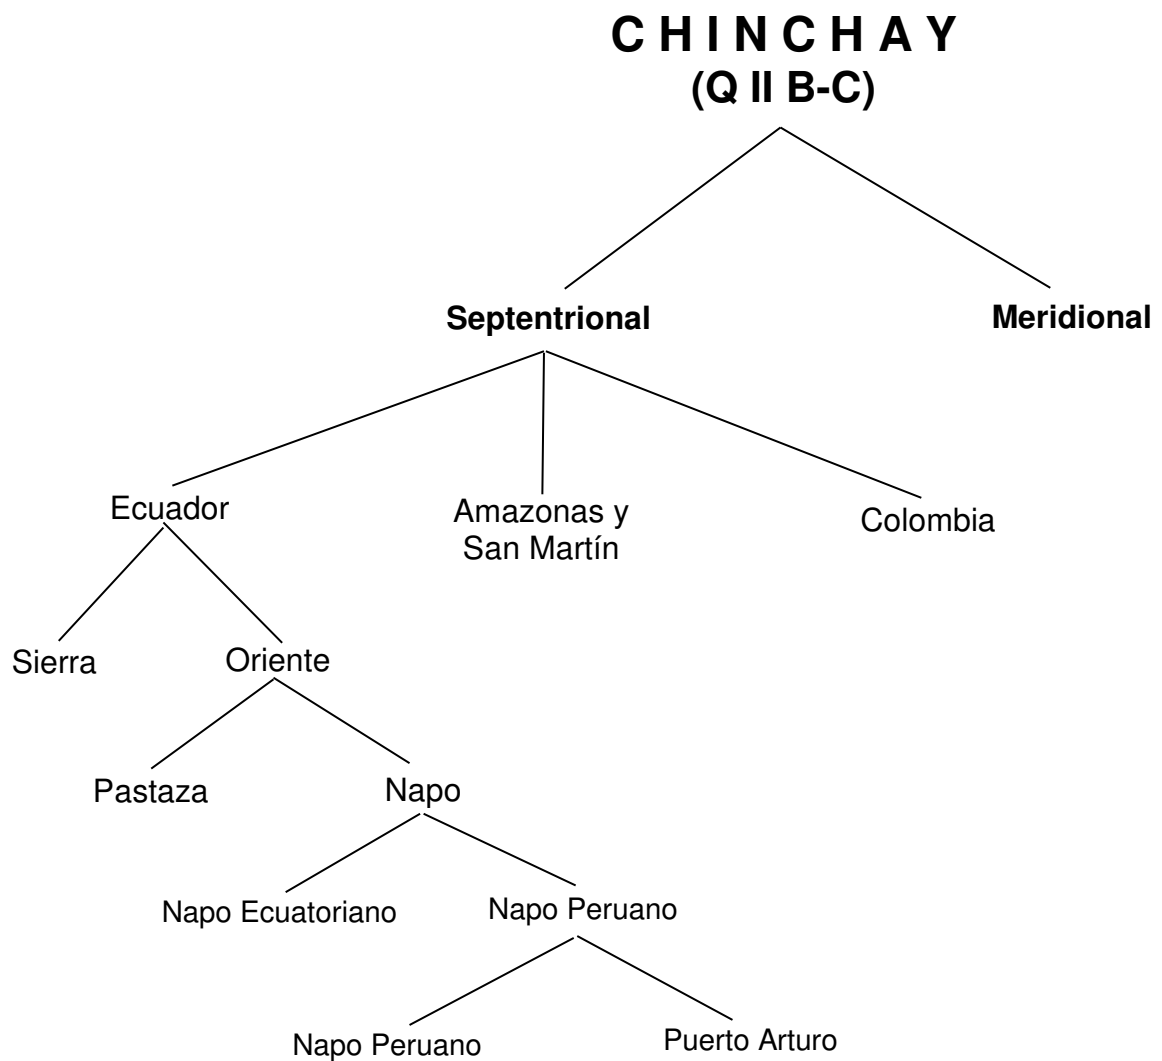 C H I N C H A Y
(Q II B-C)
Septentrional
Meridional
Ecuador
Amazonas y
San Martín
Colombia
Sierra
Oriente
Pastaza
Napo
Napo Ecuatoriano
Napo Peruano
Napo Peruano
Puerto Arturo